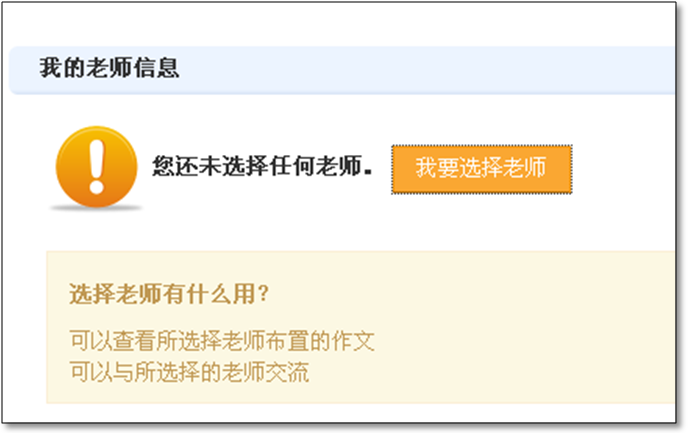 我的老师信息
您还未选择任何老师。 我要选择老师
选择老师有什么用？
可以查看所选择老师布置的作文
可以与所选择的老师交流